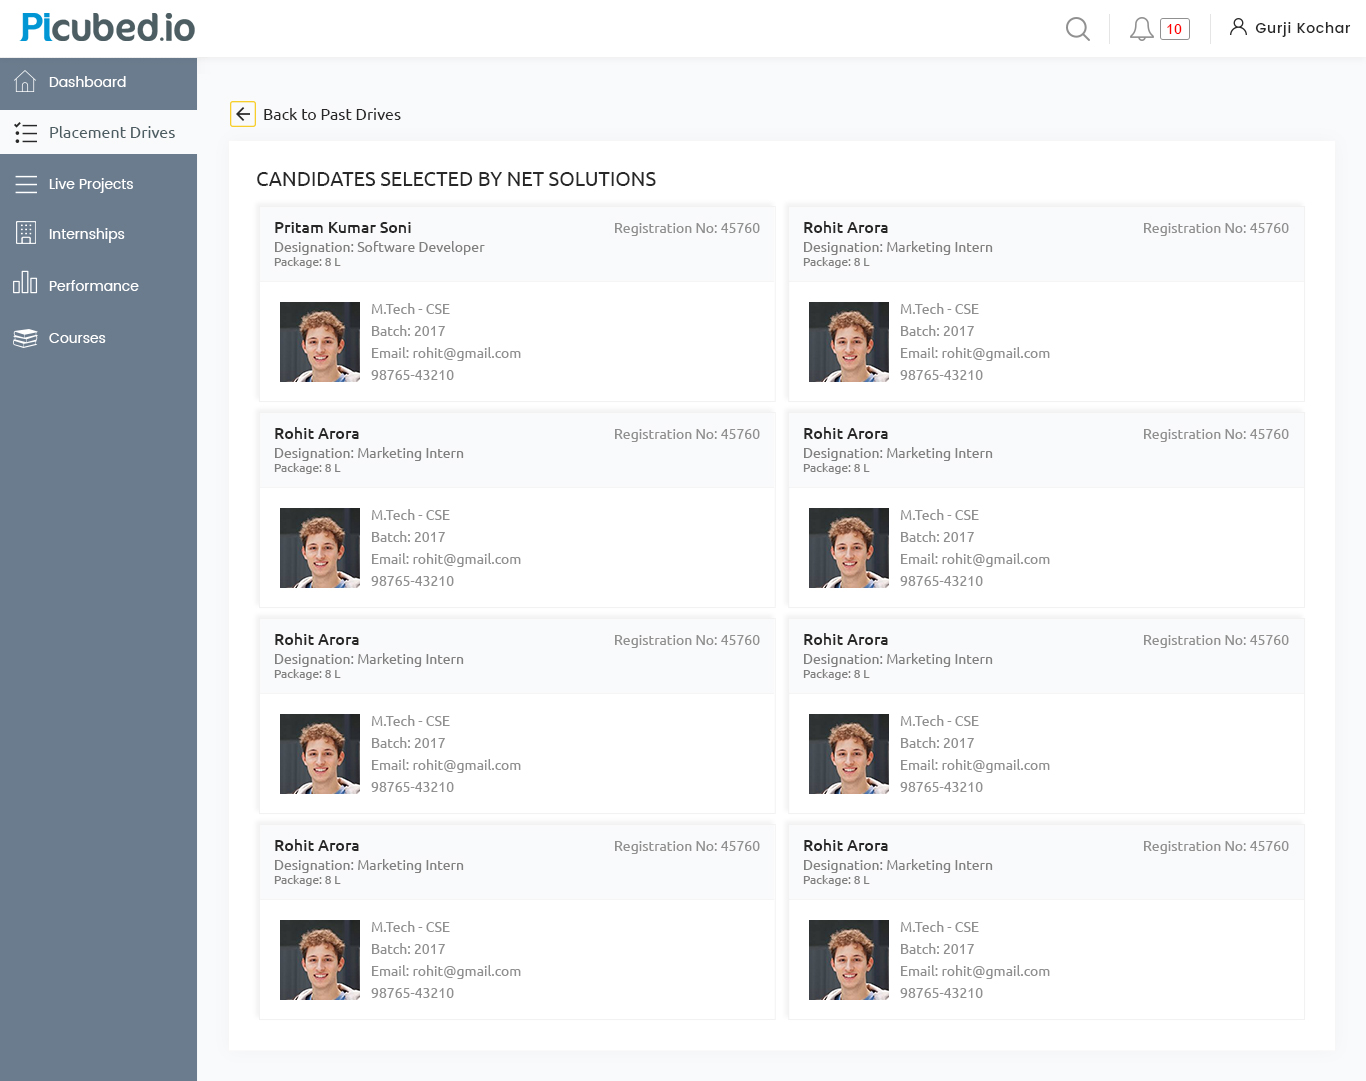 Picubed.io
10
Gurji Kochar
Dashboard
Placement Drives
Live Projects
Internships
Performance
Courses
Back to Past Drives
CANDIDATES SELECTED BY NET SOLUTIONS
Pritam Kumar Soni
Registration No: 45760
Designation: Software Developer
Package: 8 L
M.Tech - CSE
Batch: 2017
Email: rohit@gmail.com
98765-43210
Rohit Arora
Registration No: 45760
Designation: Marketing Intern
Package: 8 L
M.Tech - CSE
Batch: 2017
Email: rohit@gmail.com
98765-43210
Rohit Arora
Registration No: 45760
Designation: Marketing Intern
Package: 8 L
M.Tech - CSE
Batch: 2017
Email: rohit@gmail.com
98765-43210
Rohit Arora
Registration No: 45760
Designation: Marketing Intern
Package: 8 L
M.Tech - CSE
Batch: 2017
Email: rohit@gmail.com
98765-43210
Rohit Arora
Registration No: 45760
Designation: Marketing Intern
Package: 8 L
M.Tech - CSE
Batch: 2017
Email: rohit@gmail.com
98765-43210
Rohit Arora
Registration No: 45760
Designation: Marketing Intern
Package: 8 L
M.Tech - CSE
Batch: 2017
Email: rohit@gmail.com
98765-43210
Rohit Arora
Registration No: 45760
Designation: Marketing Intern
Package: 8 L
M.Tech - CSE
Batch: 2017
Email: rohit@gmail.com
98765-43210
Rohit Arora
Registration No: 45760
Designation: Marketing Intern
Package: 8 L
M.Tech - CSE
Batch: 2017
Email: rohit@gmail.com
98765-43210